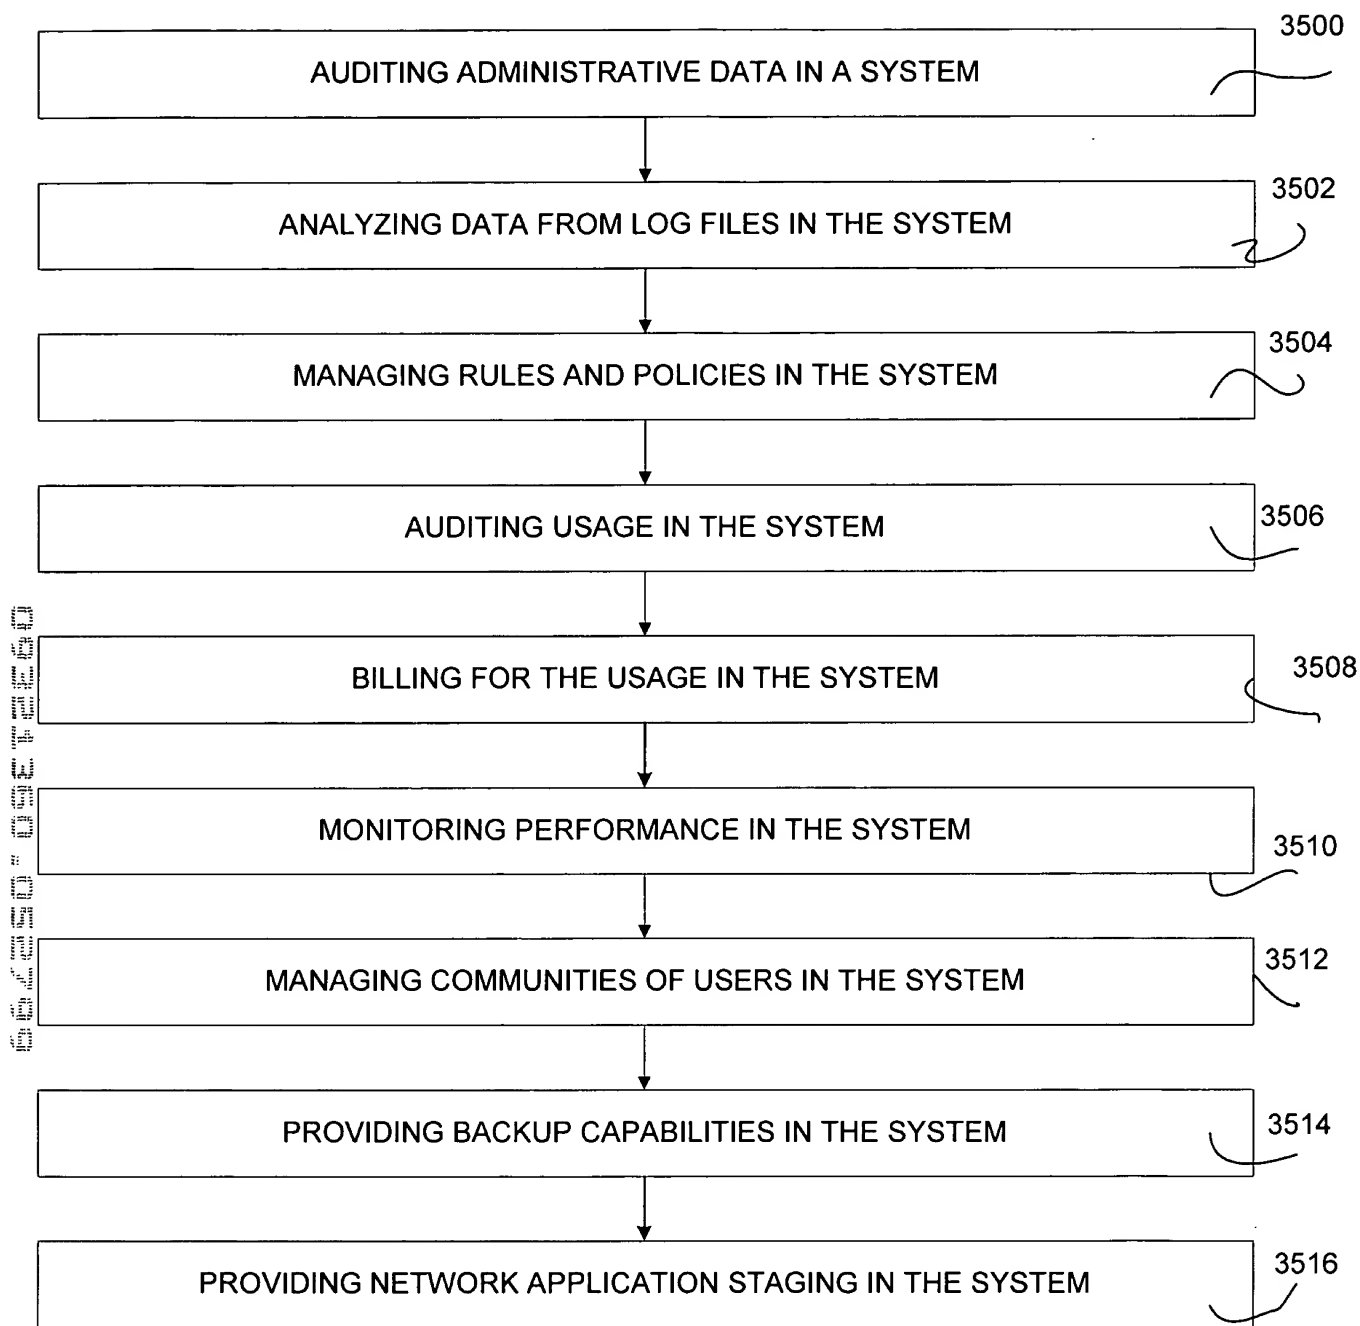 3500
AUDITING ADMINISTRATIVE DATA IN A SYSTEM
3502
ANALYZING DATA FROM LOG FILES IN THE SYSTEM
3504
MANAGING RULES AND POLICIES IN THE SYSTEM
3506
AUDITING USAGE IN THE SYSTEM
3508
BILLING FOR THE USAGE IN THE SYSTEM
MONITORING PERFORMANCE IN THE SYSTEM
3510
3512
MANAGING COMMUNITIES OF USERS IN THE SYSTEM
3514
PROVIDING BACKUP CAPABILITIES IN THE SYSTEM
3516
PROVIDING NETWORK APPLICATION STAGING IN THE SYSTEM